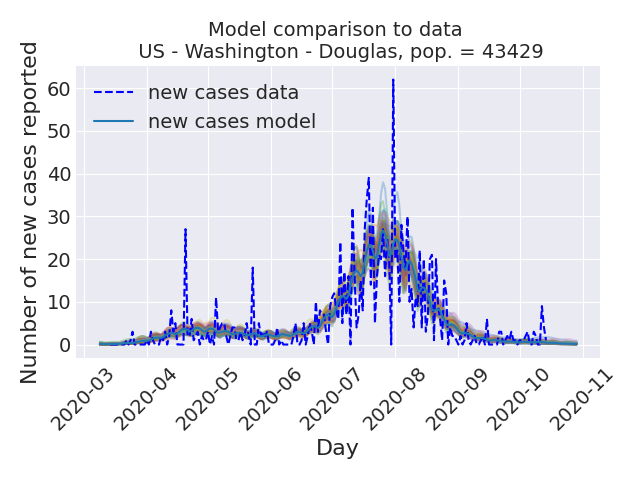 Model comparison to data
US - Washington - Douglas, pop. = 43429
Number of new cases reported
60
50
40
30
20
10
0
new cases data
new cases model
2020-03
2020-04
2020-05
2020-06
2020-07
2020-08
2020-09
2020-10
2020-11
Day